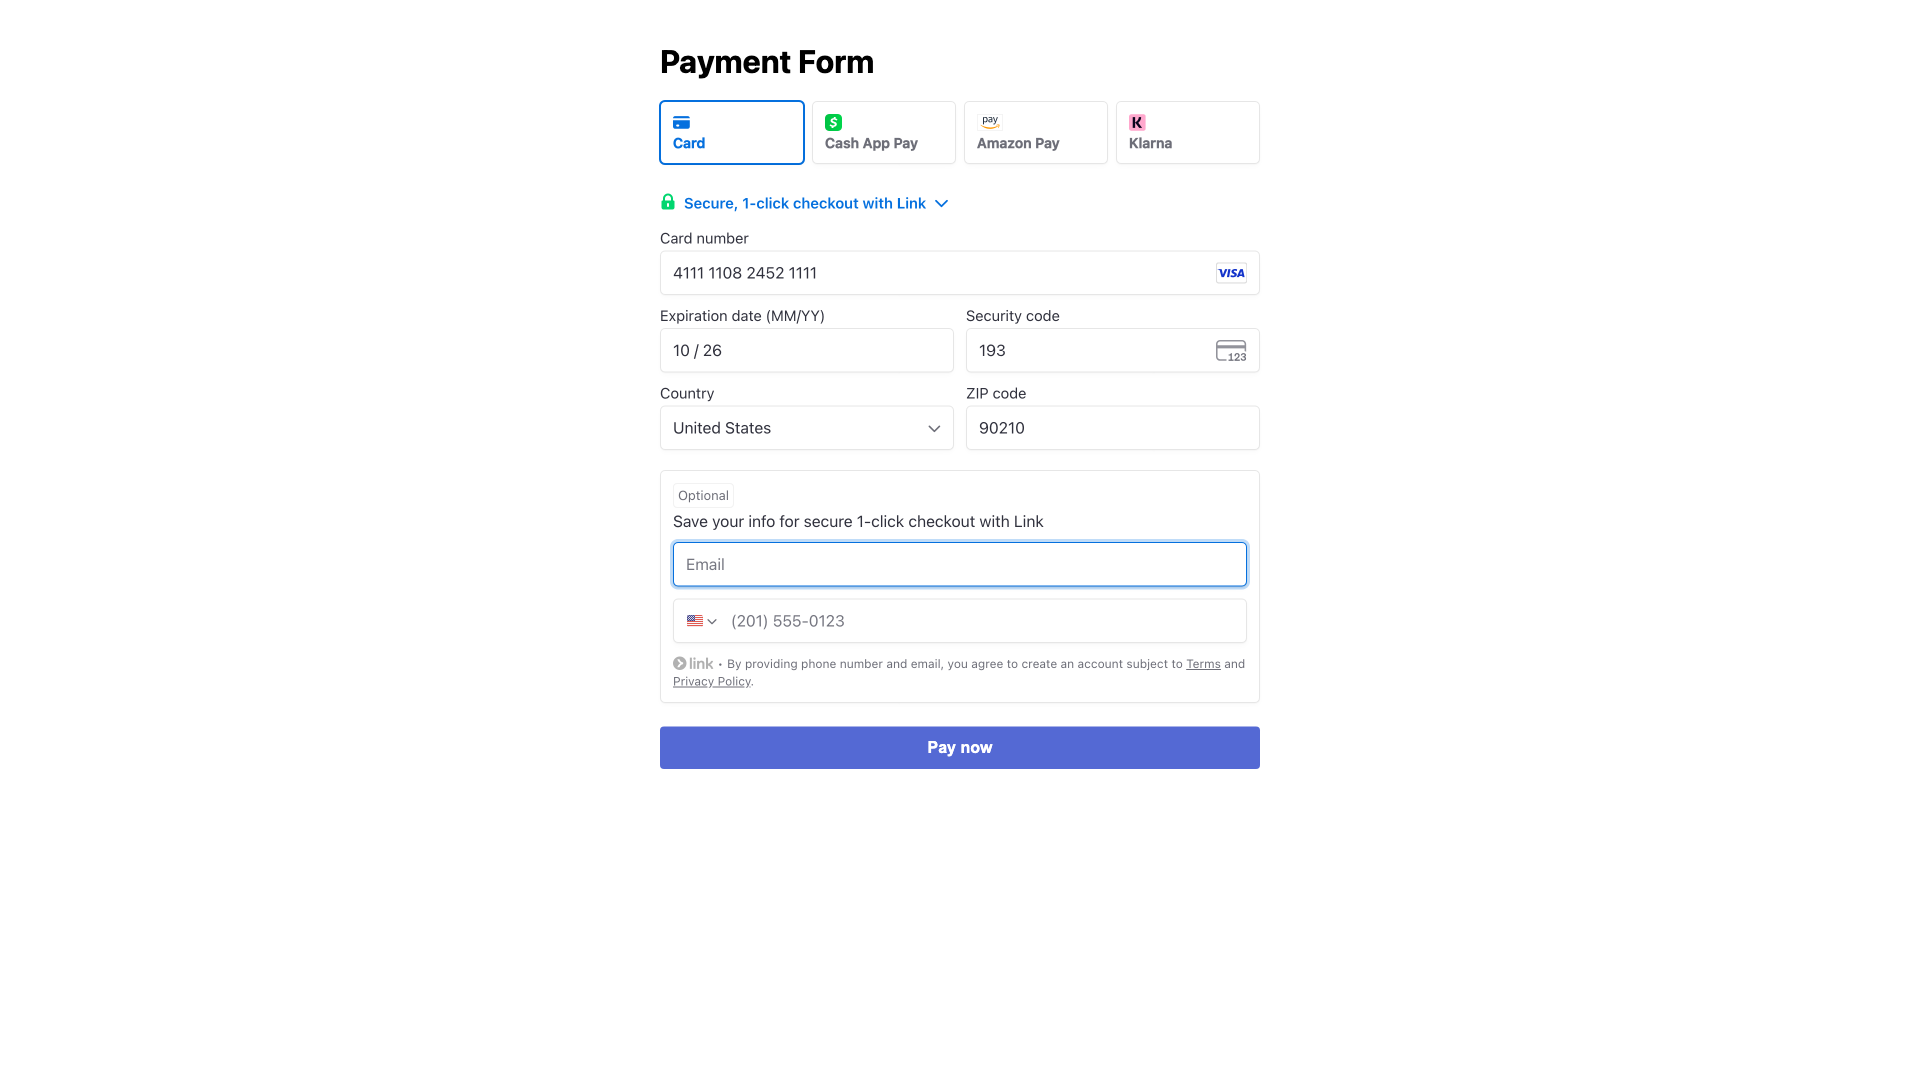 Payment Form
Card
Cash App Pay
pay
Amazon Pay
K
Klarna
Secure, 1-click checkout with Link
Card number
4111 1108 2452 1111
VISA
Expiration date (MM/YY)
Security code
10 / 26
193
123
Country
ZIP code
United States
90210
Optional
Save your info for secure 1-click checkout with Link
Email
(201) 555-0123
link • By providing phone number and email, you agree to create an account subject to Terms and
Privacy Policy.
Pay now